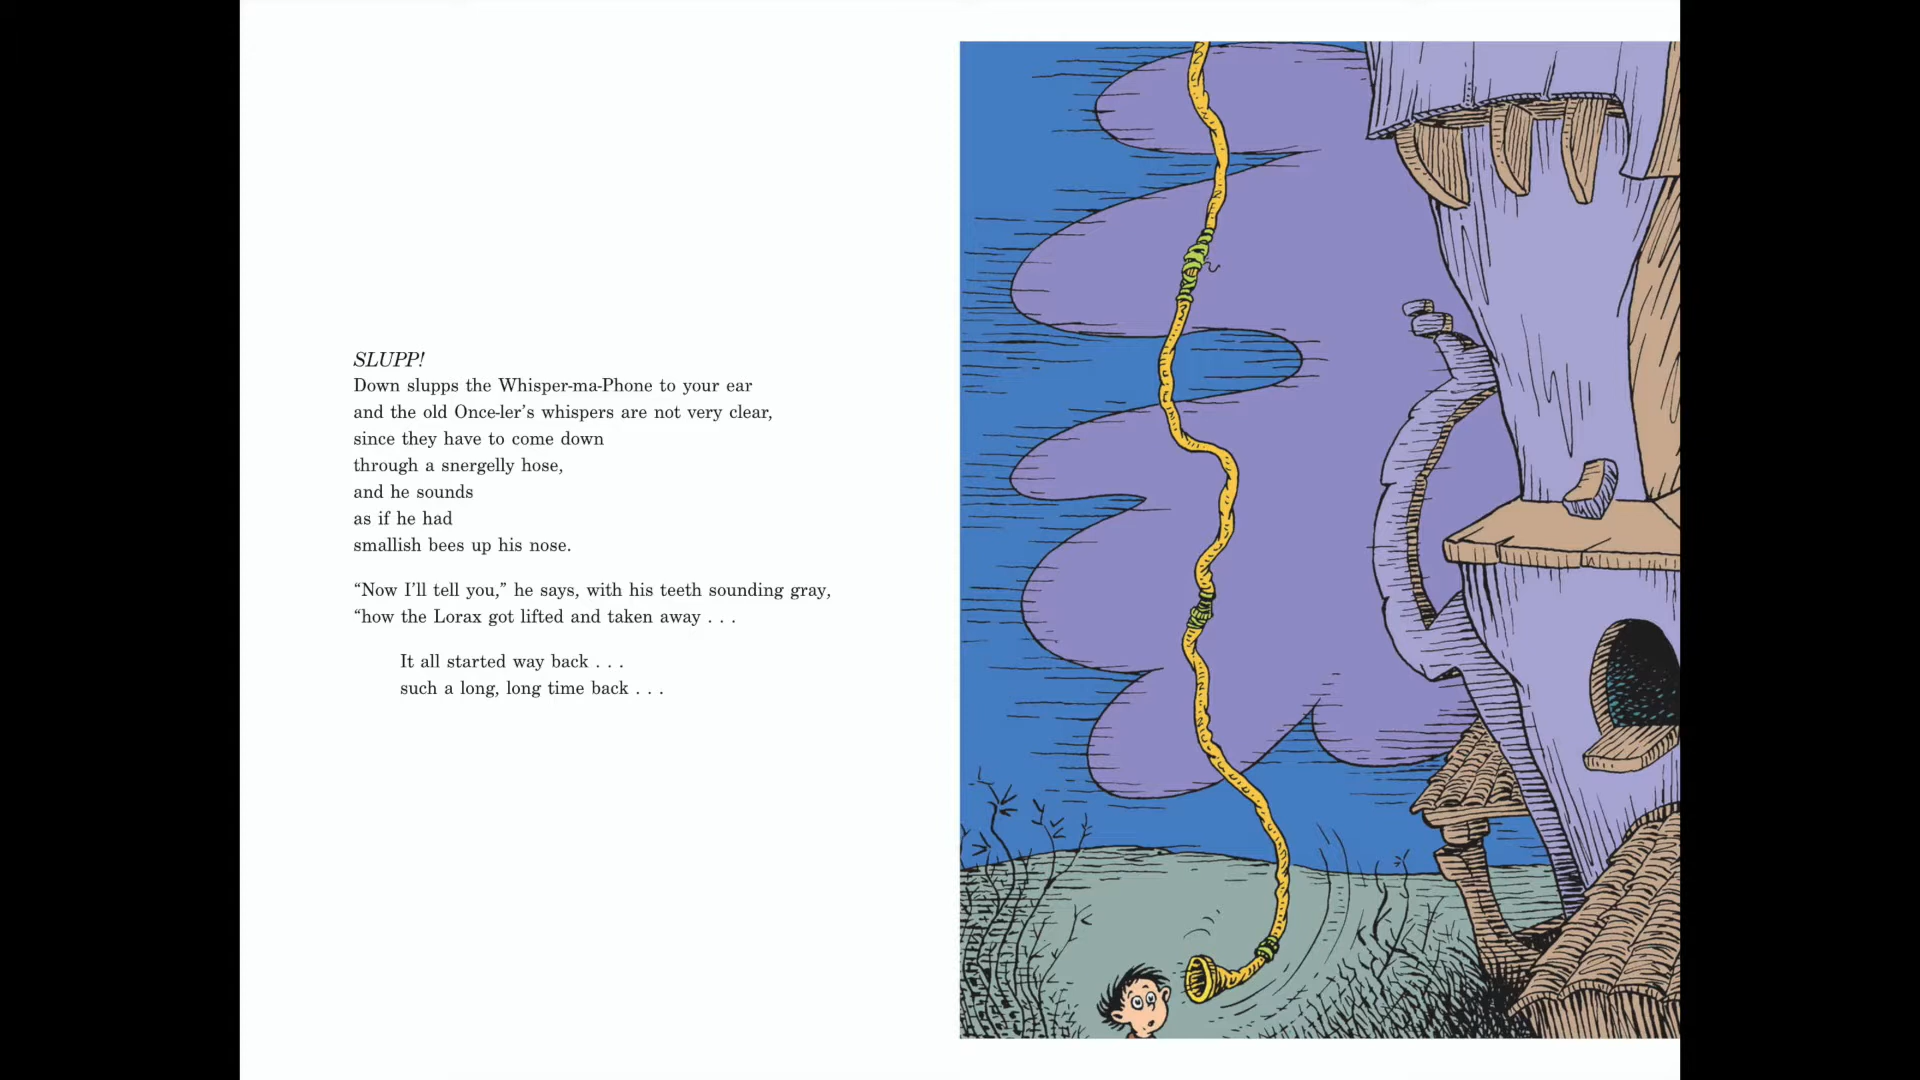 SLUPP!
Down slupps the Whisper-ma-Phone to your ear
and the old Once-ler’s whispers are not very clear,
since they have to come down
through a snergelly hose,
and he sounds
as if he had
smallish bees up his nose.
“Now I’ll tell you,” he says, with his teeth sounding gray,
“how the Lorax got lifted and taken away . . .
It all started way back . . .
such a long, long time back . . .